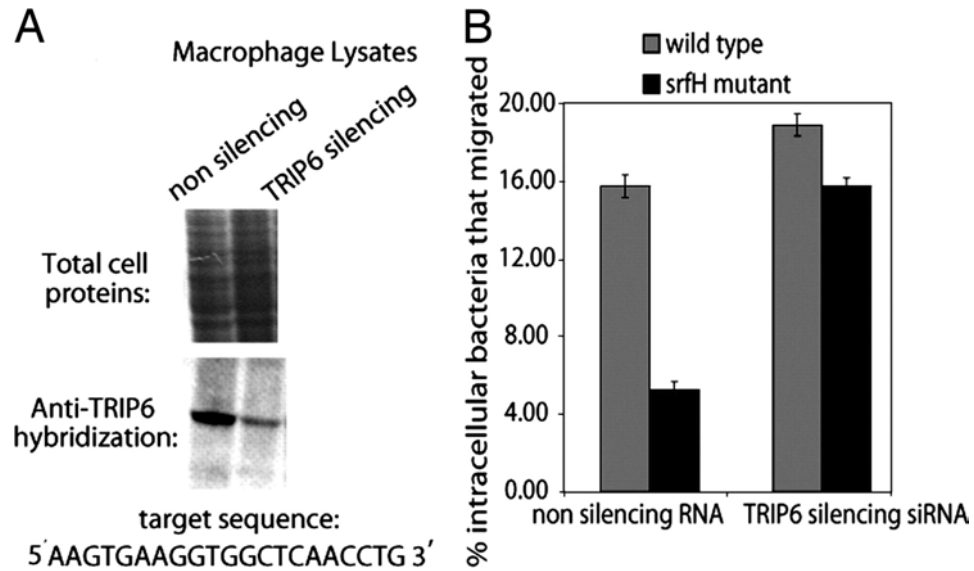 A
Macrophage Lysates
non silencing
TRIP6 silencing
Total cell
proteins:
Anti-TRIP6
hybridization:
target sequence:
5'AAGTGAAGGTGGCTCAACCTG 3'
B
wild type
srfH mutant
% intracellular bacteria that migrated
20.00
16.00
12.00
8.00
4.00
0.00
non silencing RNA
TRIP6 silencing siRNA